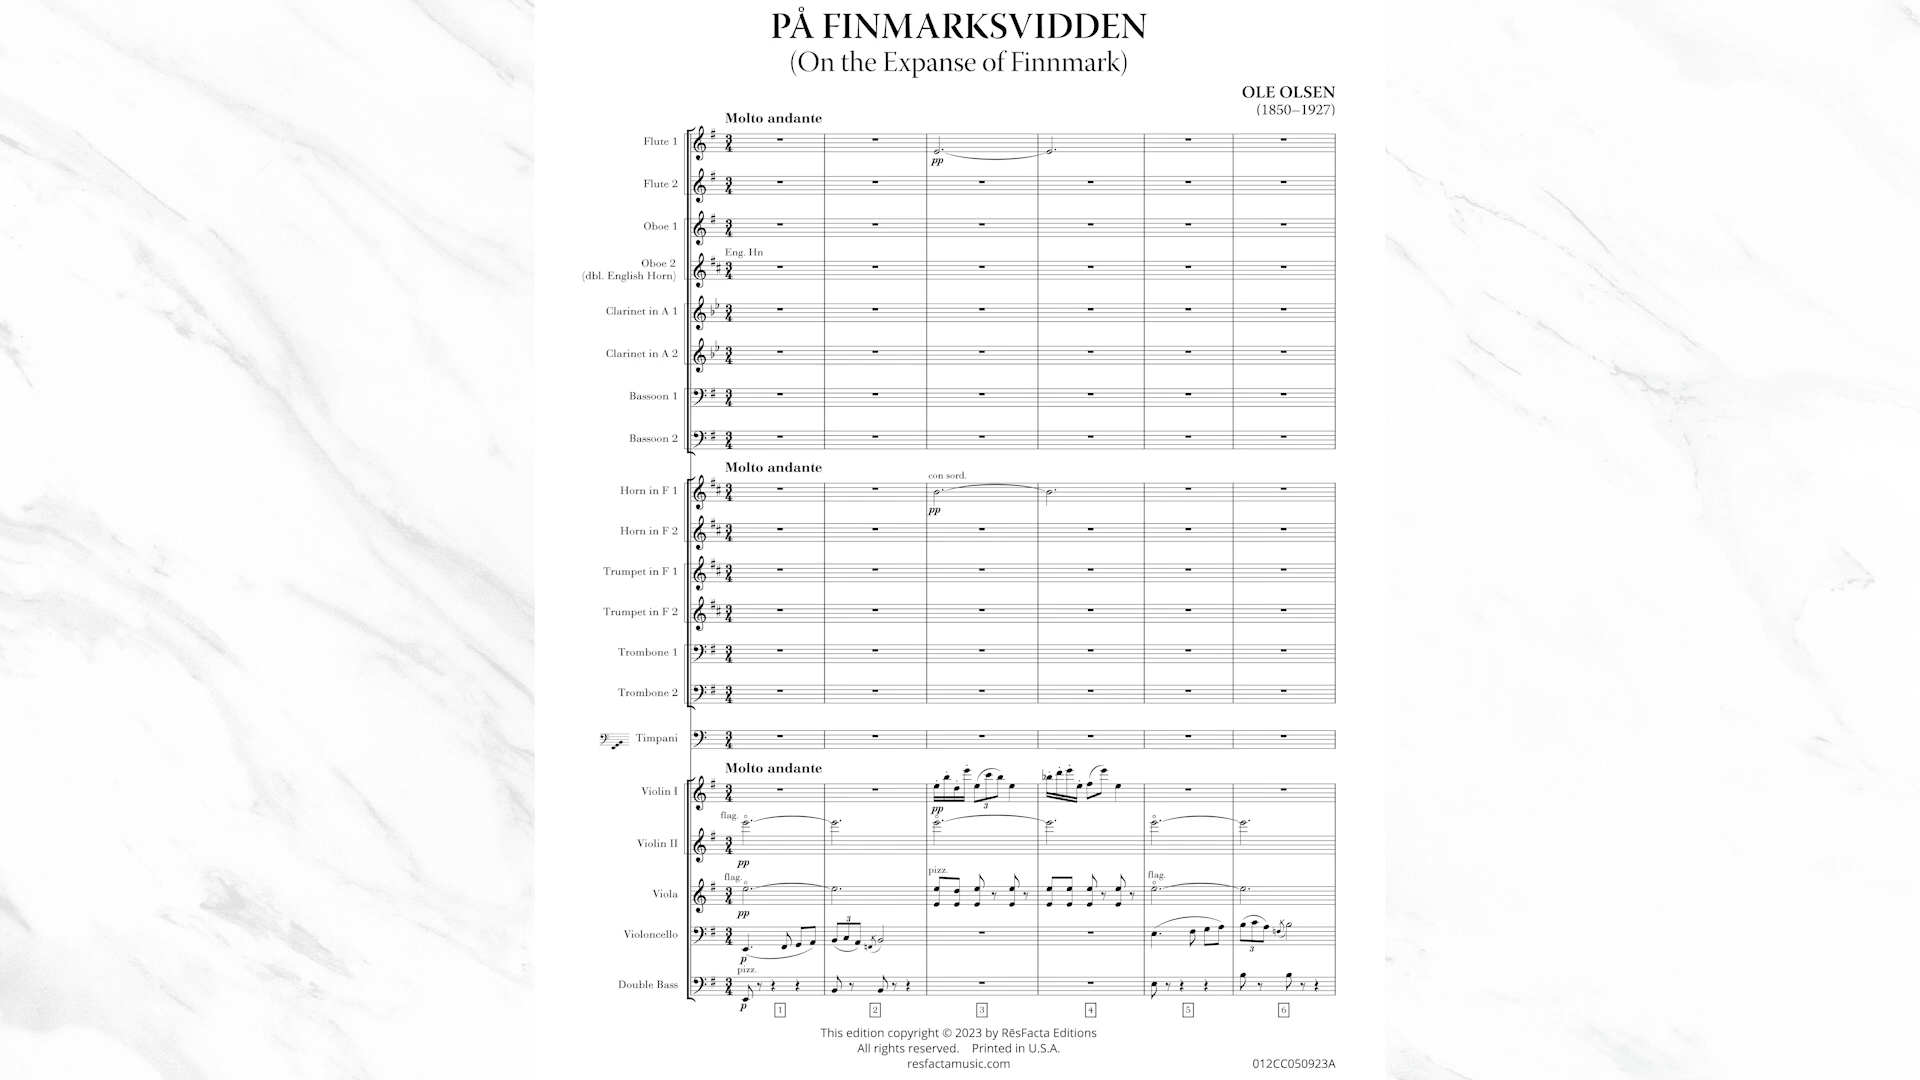 PÅ FINMARKSVIDDEN
(On the Expanse of Finnmark)
OLE OLSEN
(1850–1927)
Molto andante
Flute 1
pp
Flute 2
Oboe 1
Eng. Hn
Oboe 2
(dbl. English Horn)
Clarinet in A 1
Clarinet in A 2
Bassoon 1
Bassoon 2
Molto andante
con sord.
Horn in F 1
pp
Horn in F 2
Trumpet in F 1
Trumpet in F 2
Trombone 1
Trombone 2
Timpani
Molto andante
Violin I
3
pp
flag.
Violin II
pp
flag. pizz. flag.
Viola
pp
3
Violoncello
3
p
pizz.
Double Bass
p
1 2 3 4 5 6
This edition copyright © 2023 by RēsFacta Editions
All rights reserved. Printed in U.S.A.
resfactamusic.com
012CC050923A